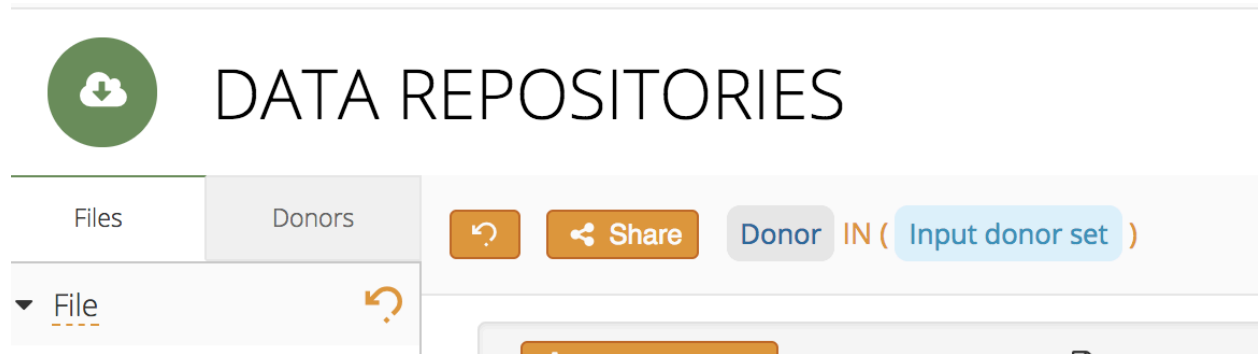 DATA REPOSITORIES
Files Donors
Share Donor IN ( Input donor set )
File